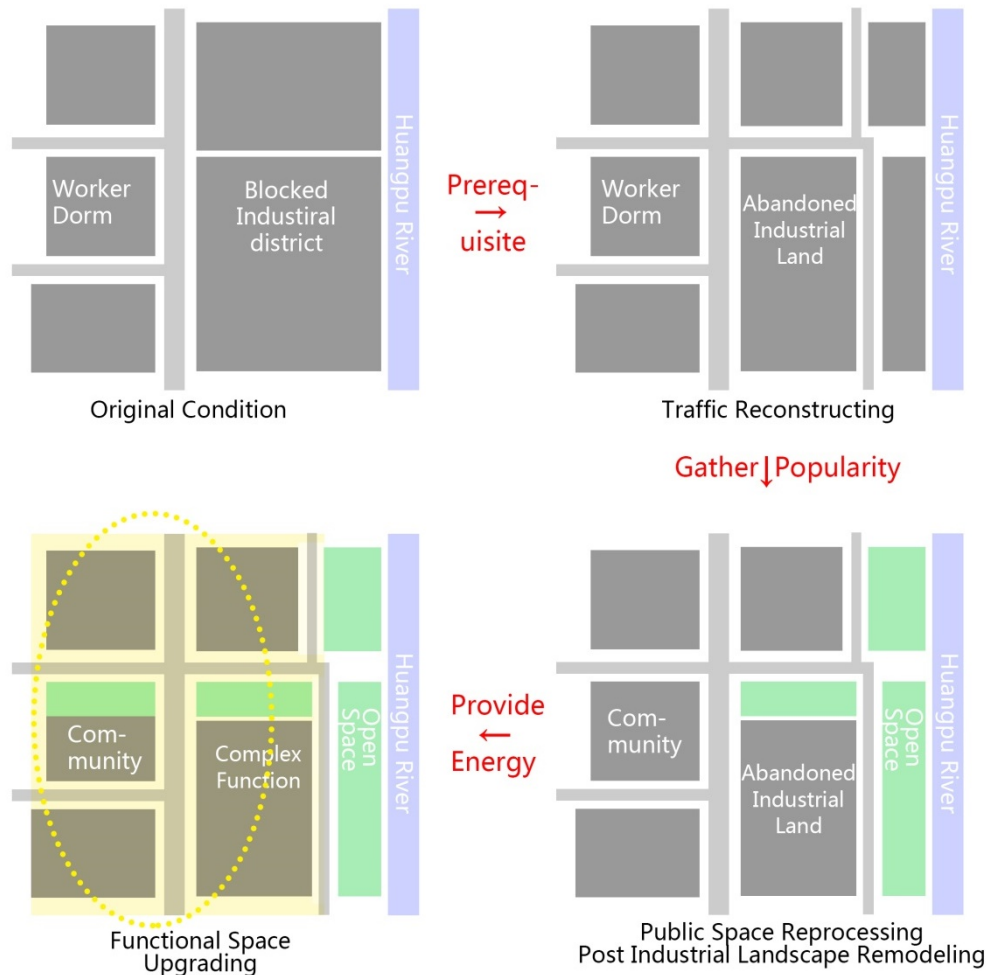 Worker
Dorm
Blocked
Industiral
district
Huangpu River
Original Condition
Prereq-
→
uisite
Worker
Dorm
Abandoned
Industrial
Land
Huangpu River
Traffic Reconstructing
Gather↓Popularity
Com-
munity
Abandoned
Industrial
Land
Open
Space
Huangpu River
Public Space Reprocessing
Post Industrial Landscape Remodeling
Provide
←
Energy
Com-
munity
Complex
Function
Open
Space
Huangpu River
Functional Space
Upgrading